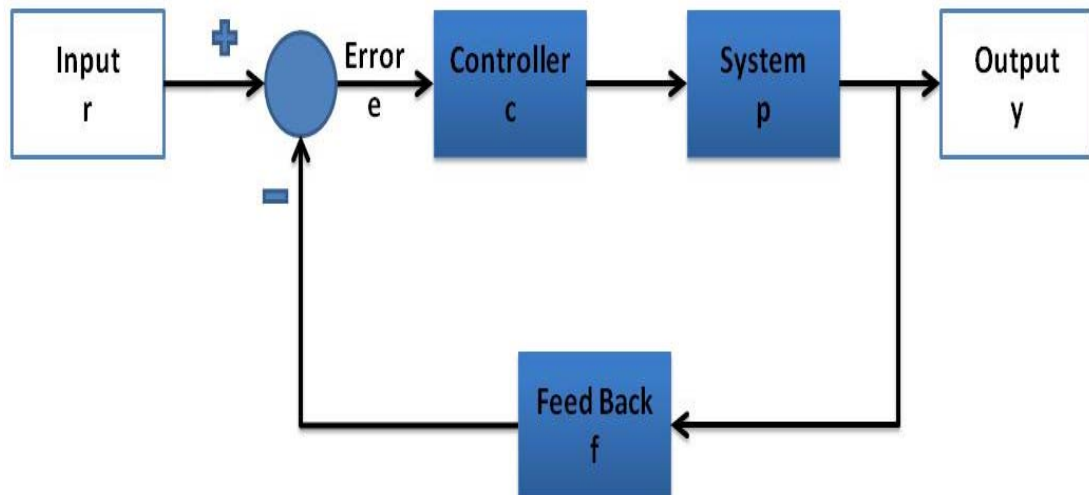 Input
r
+
Error
e
Controller
c
System
p
Output
y
-
Feed Back
f